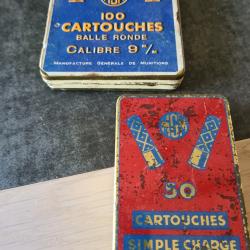 100
CARTOUCHES
BALLE RONDE
CALIBRE 9 m/m
MANUFACTURE GÉNÉRALE DE MUNITIONS
50
CARTOUCHES
SIMPLE CHARGE